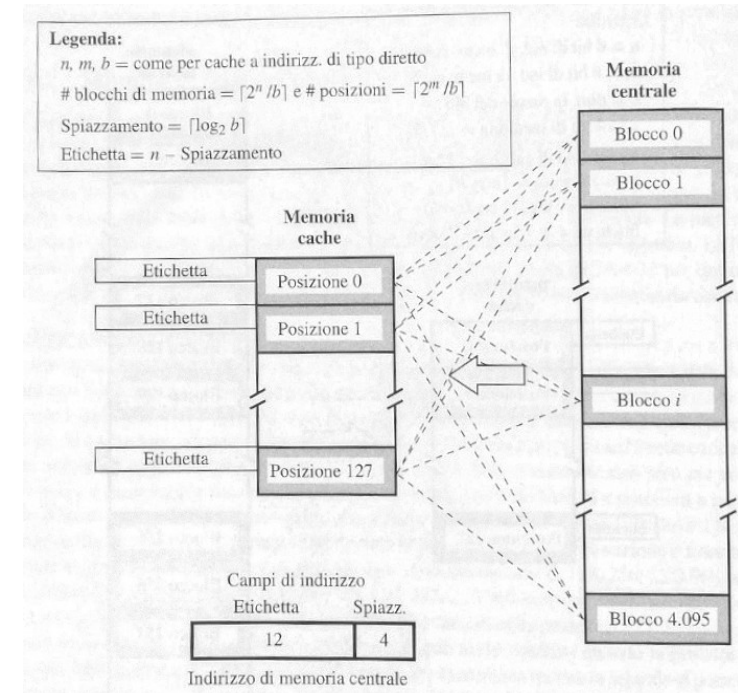 Legenda:
n, m, b = come per cache a indirizz. di tipo diretto
# blocchi di memoria = ⌈2ⁿ /b⌉ e # posizioni = ⌈2ᵐ /b⌉
Spiazzamento = ⌈log₂ b⌉
Etichetta = n – Spiazzamento
Memoria
centrale
Blocco 0
Blocco 1
Memoria
cache
Etichetta
Posizione 0
Etichetta
Posizione 1
Blocco i
Etichetta
Posizione 127
Campi di indirizzo
Etichetta Spiazz.
12 4
Indirizzo di memoria centrale
Blocco 4.095